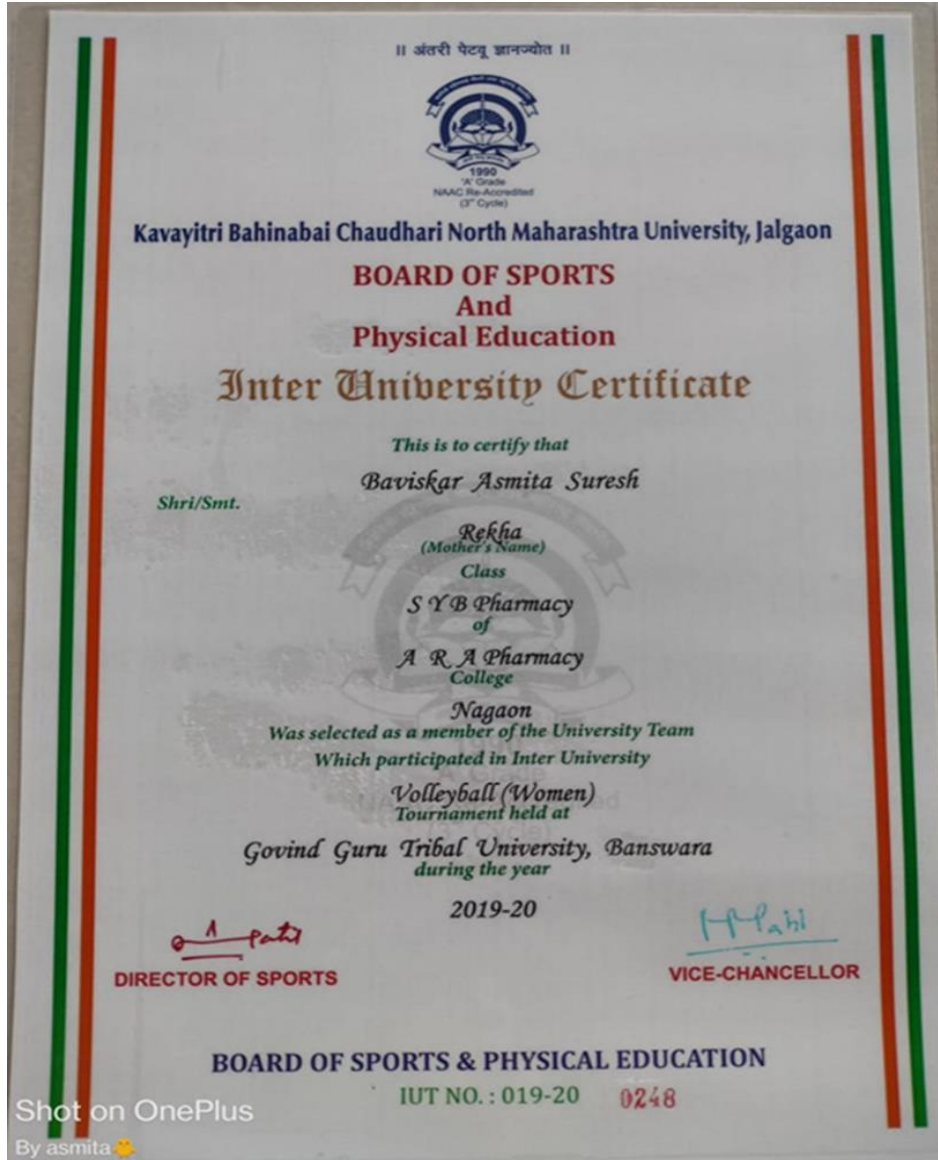 ॥ अंतरी पेटवू ज्ञानज्योत ॥
1990
'A' Grade
NAAC Re-Accredited
(3rd Cycle)
Kavayitri Bahinabai Chaudhari North Maharashtra University, Jalgaon
BOARD OF SPORTS
And
Physical Education
Inter University Certificate
This is to certify that
Baviskar Asmita Suresh
Shri/Smt.
Rekha
(Mother's Name)
Class
S Y B Pharmacy
of
A R A Pharmacy
College
Nagaon
Was selected as a member of the University Team
Which participated in Inter University
Volleyball (Women)
Tournament held at
Govind Guru Tribal University, Banswara
during the year
2019-20
DIRECTOR OF SPORTS
VICE-CHANCELLOR
BOARD OF SPORTS & PHYSICAL EDUCATION
IUT NO. : 019-20 0248
Shot on OnePlus
By asmita